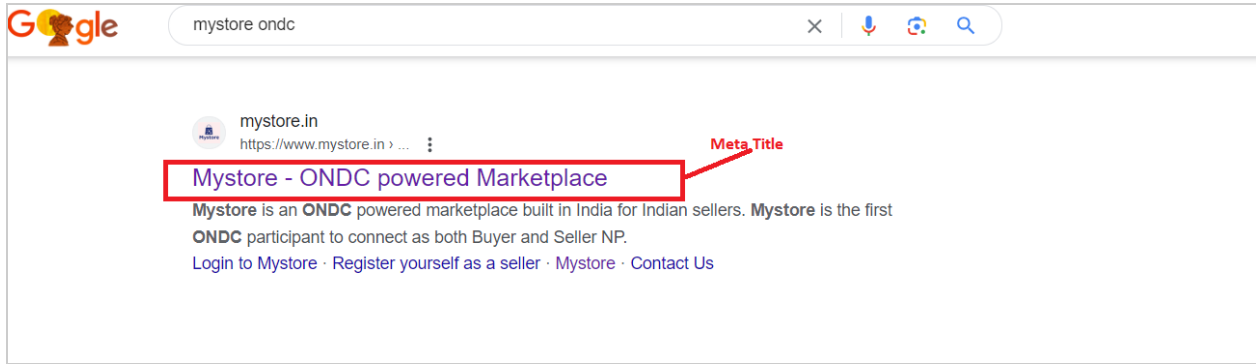 Google
mystore ondc
mystore.in
https://www.mystore.in › ...
Meta Title
Mystore - ONDC powered Marketplace
Mystore is an ONDC powered marketplace built in India for Indian sellers. Mystore is the first
ONDC participant to connect as both Buyer and Seller NP.
Login to Mystore · Register yourself as a seller · Mystore · Contact Us